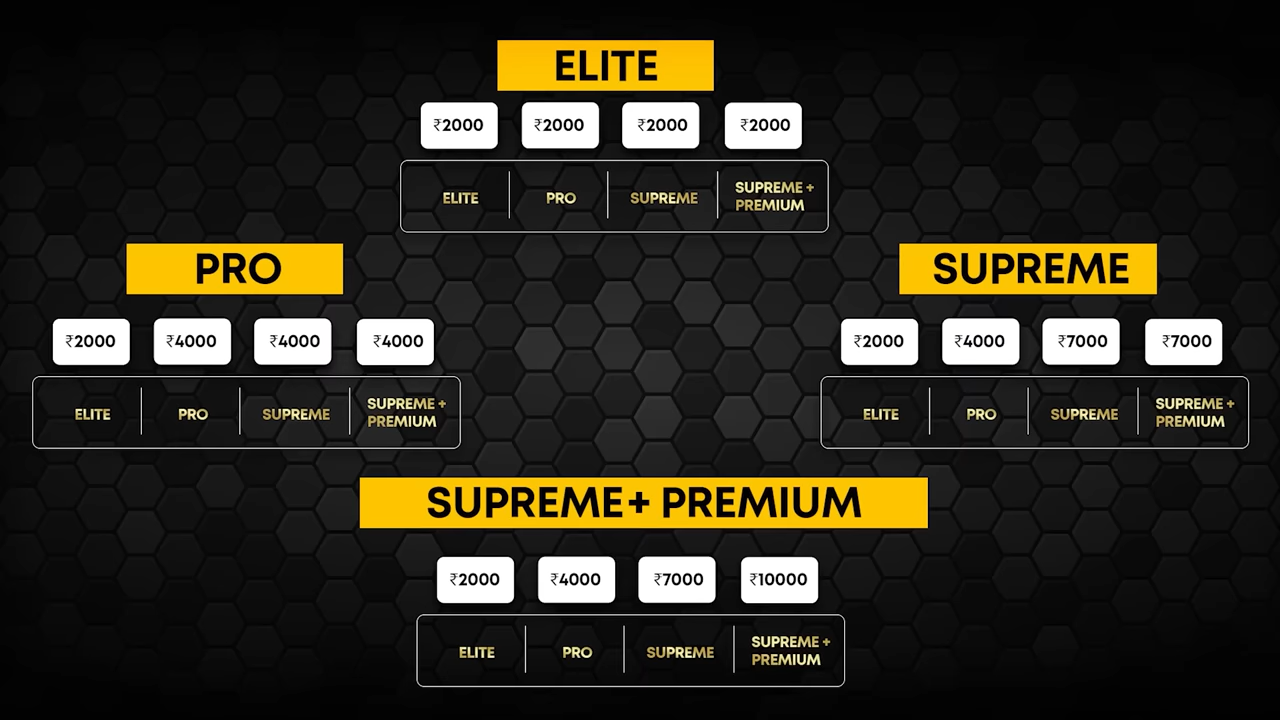 ELITE
₹2000 ₹2000 ₹2000 ₹2000
ELITE PRO SUPREME SUPREME +
PREMIUM
PRO
₹2000 ₹4000 ₹4000 ₹4000
ELITE PRO SUPREME SUPREME +
PREMIUM
SUPREME
₹2000 ₹4000 ₹7000 ₹7000
ELITE PRO SUPREME SUPREME +
PREMIUM
SUPREME+ PREMIUM
₹2000 ₹4000 ₹7000 ₹10000
ELITE PRO SUPREME SUPREME +
PREMIUM